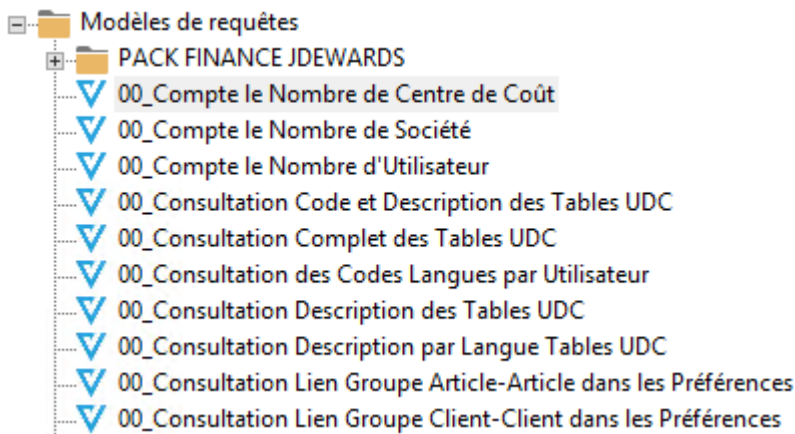 Modèles de requêtes
PACK FINANCE JDEWARDS
00_Compte le Nombre de Centre de Coût
00_Compte le Nombre de Société
00_Compte le Nombre d'Utilisateur
00_Consultation Code et Description des Tables UDC
00_Consultation Complet des Tables UDC
00_Consultation des Codes Langues par Utilisateur
00_Consultation Description des Tables UDC
00_Consultation Description par Langue Tables UDC
00_Consultation Lien Groupe Article-Article dans les Préférences
00_Consultation Lien Groupe Client-Client dans les Préférences